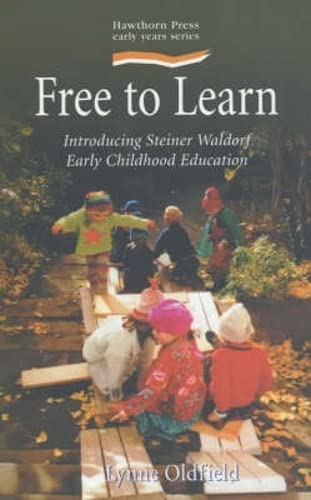 Hawthorn Press
early years series
Free to Learn
Introducing Steiner Waldorf
Early Childhood Education
Lynne Oldfield